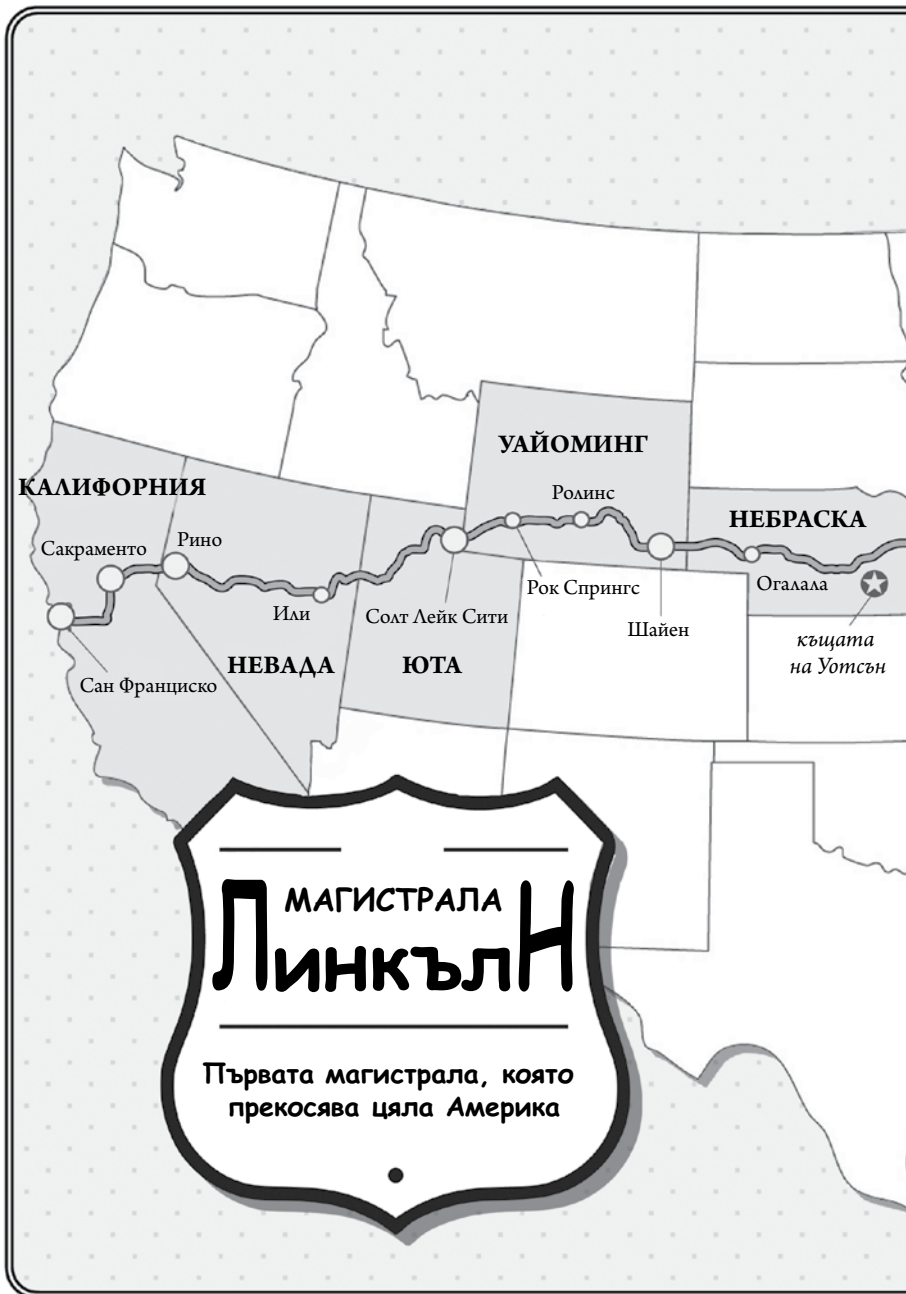 УАЙОМИНГ
КАЛИФОРНИЯ
Ролинс
НЕБРАСКА
Сакраменто
Рино
Рок Спрингс
Огалала
Или
Солт Лейк Сити
Шайен
къщата
на Уотсън
НЕВАДА
ЮТА
Сан Франциско
МАГИСТРАЛА
ЛинкълН
Първата магистрала, която
прекосява цяла Америка